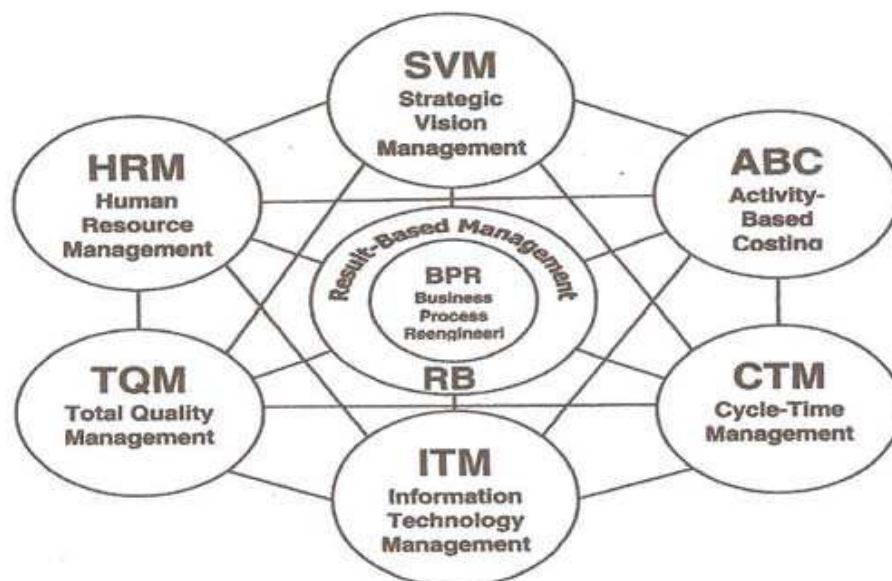 SVM
Strategic
Vision
Management
HRM
Human
Resource
Management
ABC
Activity-
Based
Costing
Result-Based Management
BPR
Business
Process
Reengineeri
RB
TQM
Total Quality
Management
CTM
Cycle-Time
Management
ITM
Information
Technology
Management